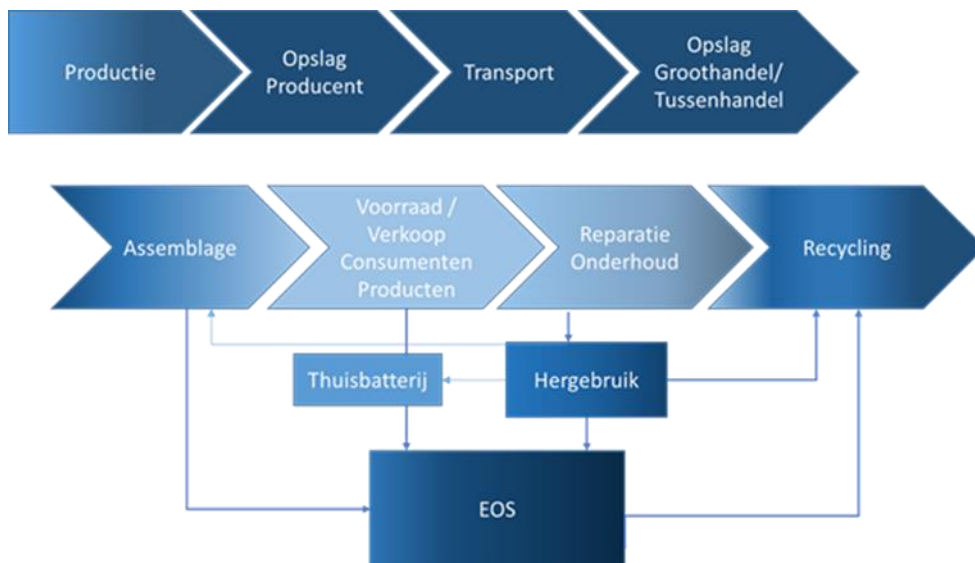 Productie
Opslag
Producent
Transport
Opslag
Groothandel/
Tussenhandel
Assemblage
Voorraad /
Verkoop
Consumenten
Producten
Reparatie
Onderhoud
Recycling
Thuisbatterij
Hergebruik
EOS